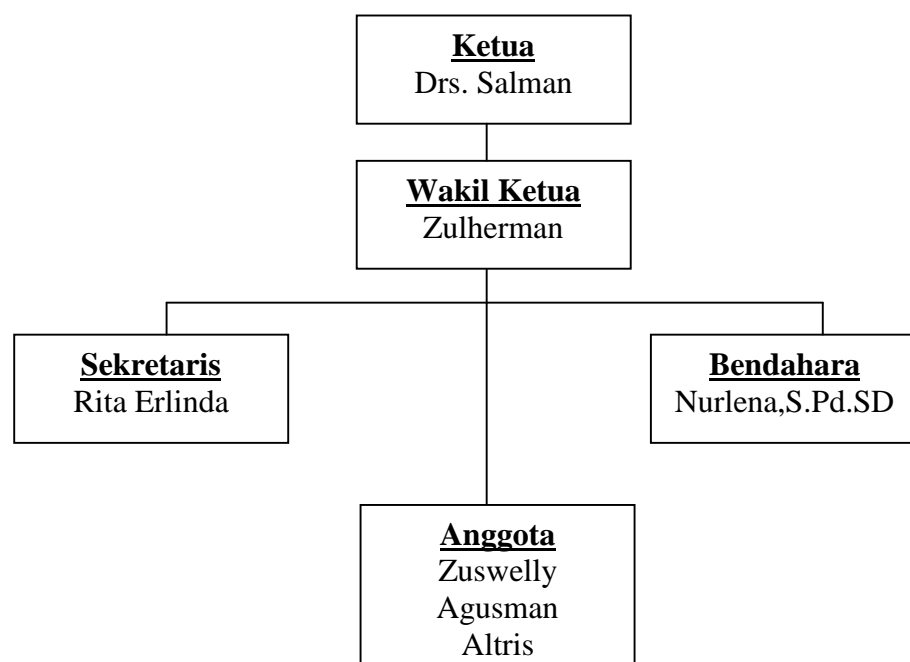 Ketua
Drs. Salman
Wakil Ketua
Zulherman
Sekretaris
Rita Erlinda
Bendahara
Nurlena,S.Pd.SD
Anggota
Zuswelly
Agusman
Altris